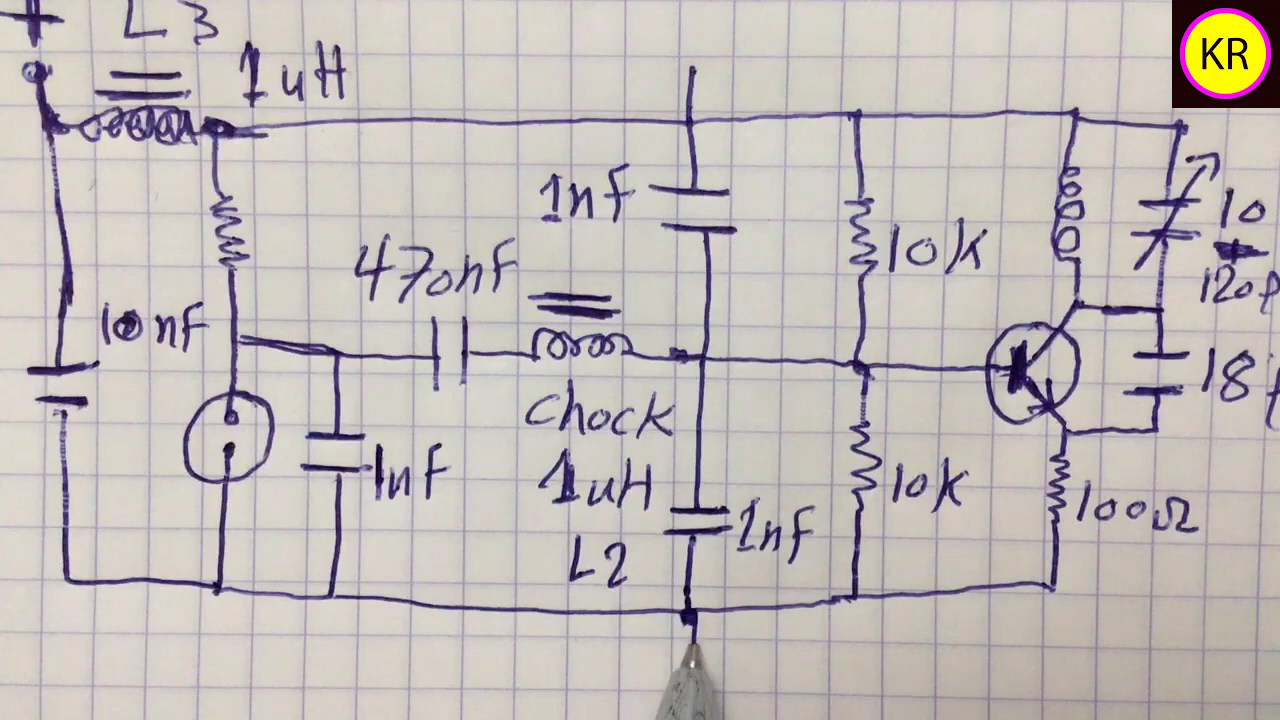 + L3
KR
1uH
1nf
10
120p
10k
470nf
10nf
18
chock
1nF
1uH
10k
100Ω
1nf
L2